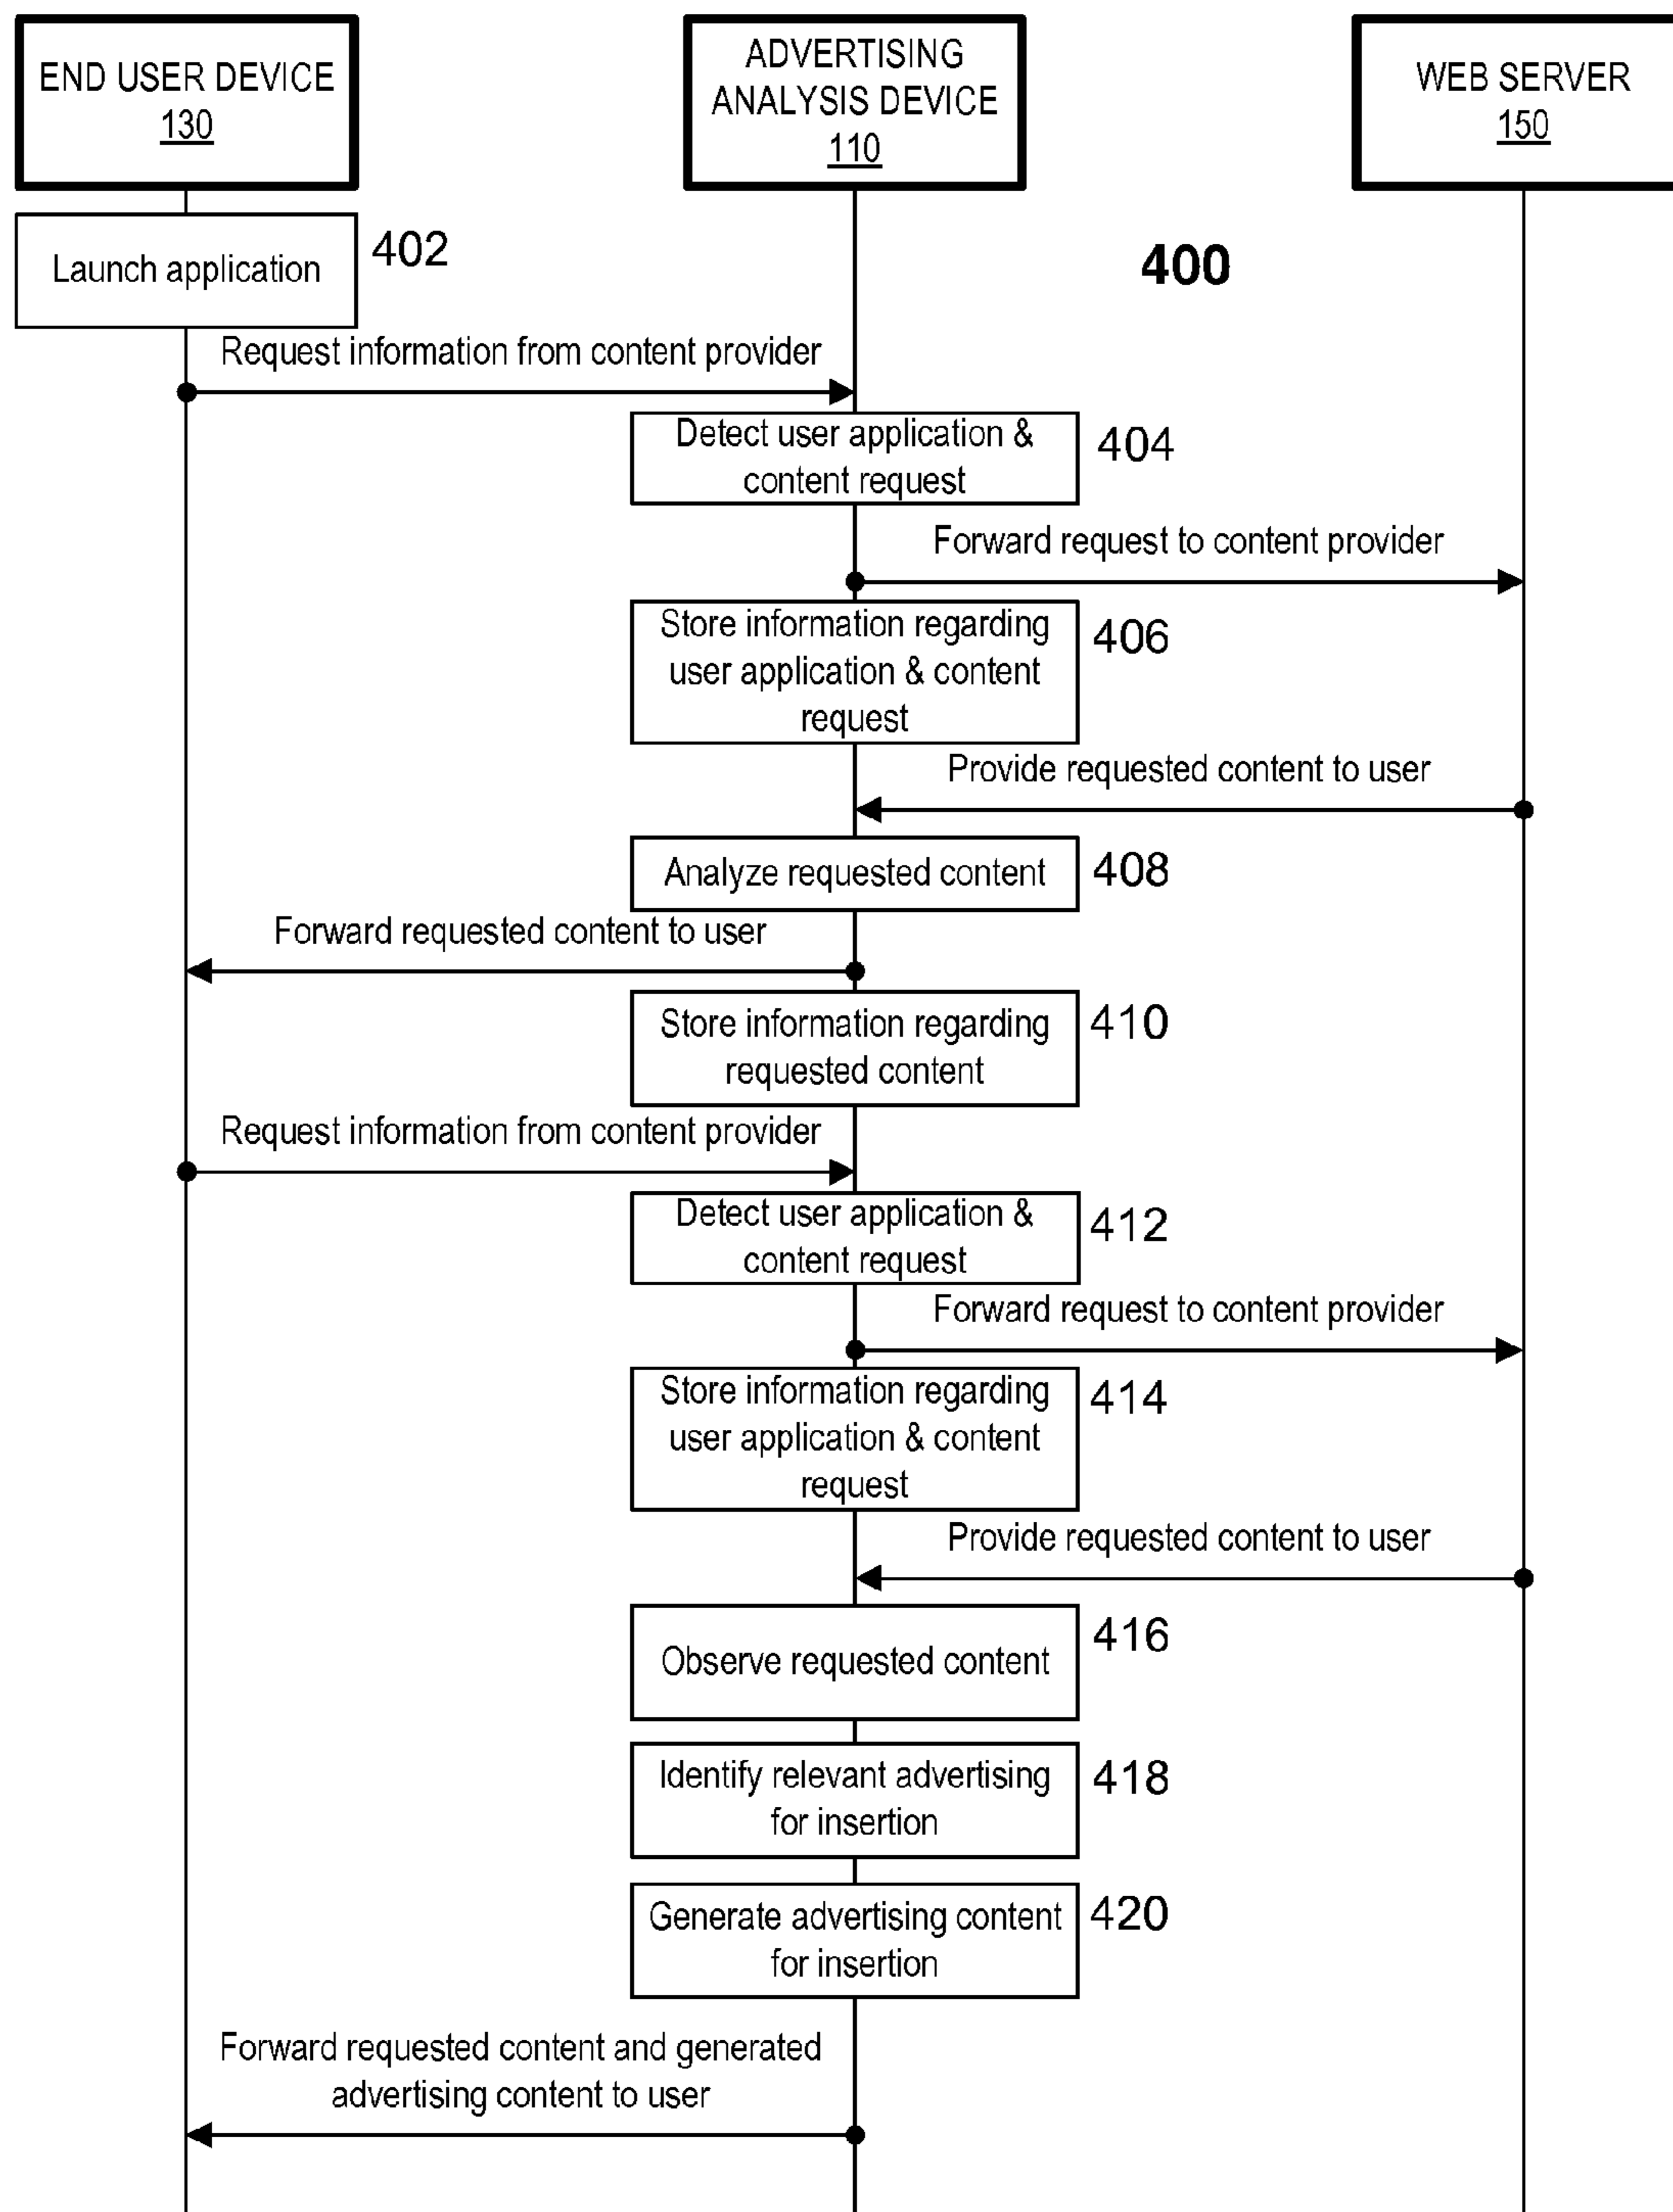 END USER DEVICE
130
ADVERTISING
ANALYSIS DEVICE
110
WEB SERVER
150
Launch application
402
400
Request information from content provider
Detect user application &
content request
404
Forward request to content provider
Store information regarding
user application & content
request
406
Provide requested content to user
Analyze requested content
408
Forward requested content to user
Store information regarding
requested content
410
Request information from content provider
Detect user application &
content request
412
Forward request to content provider
Store information regarding
user application & content
request
414
Provide requested content to user
Observe requested content
416
Identify relevant advertising
for insertion
418
Generate advertising content
for insertion
420
Forward requested content and generated
advertising content to user